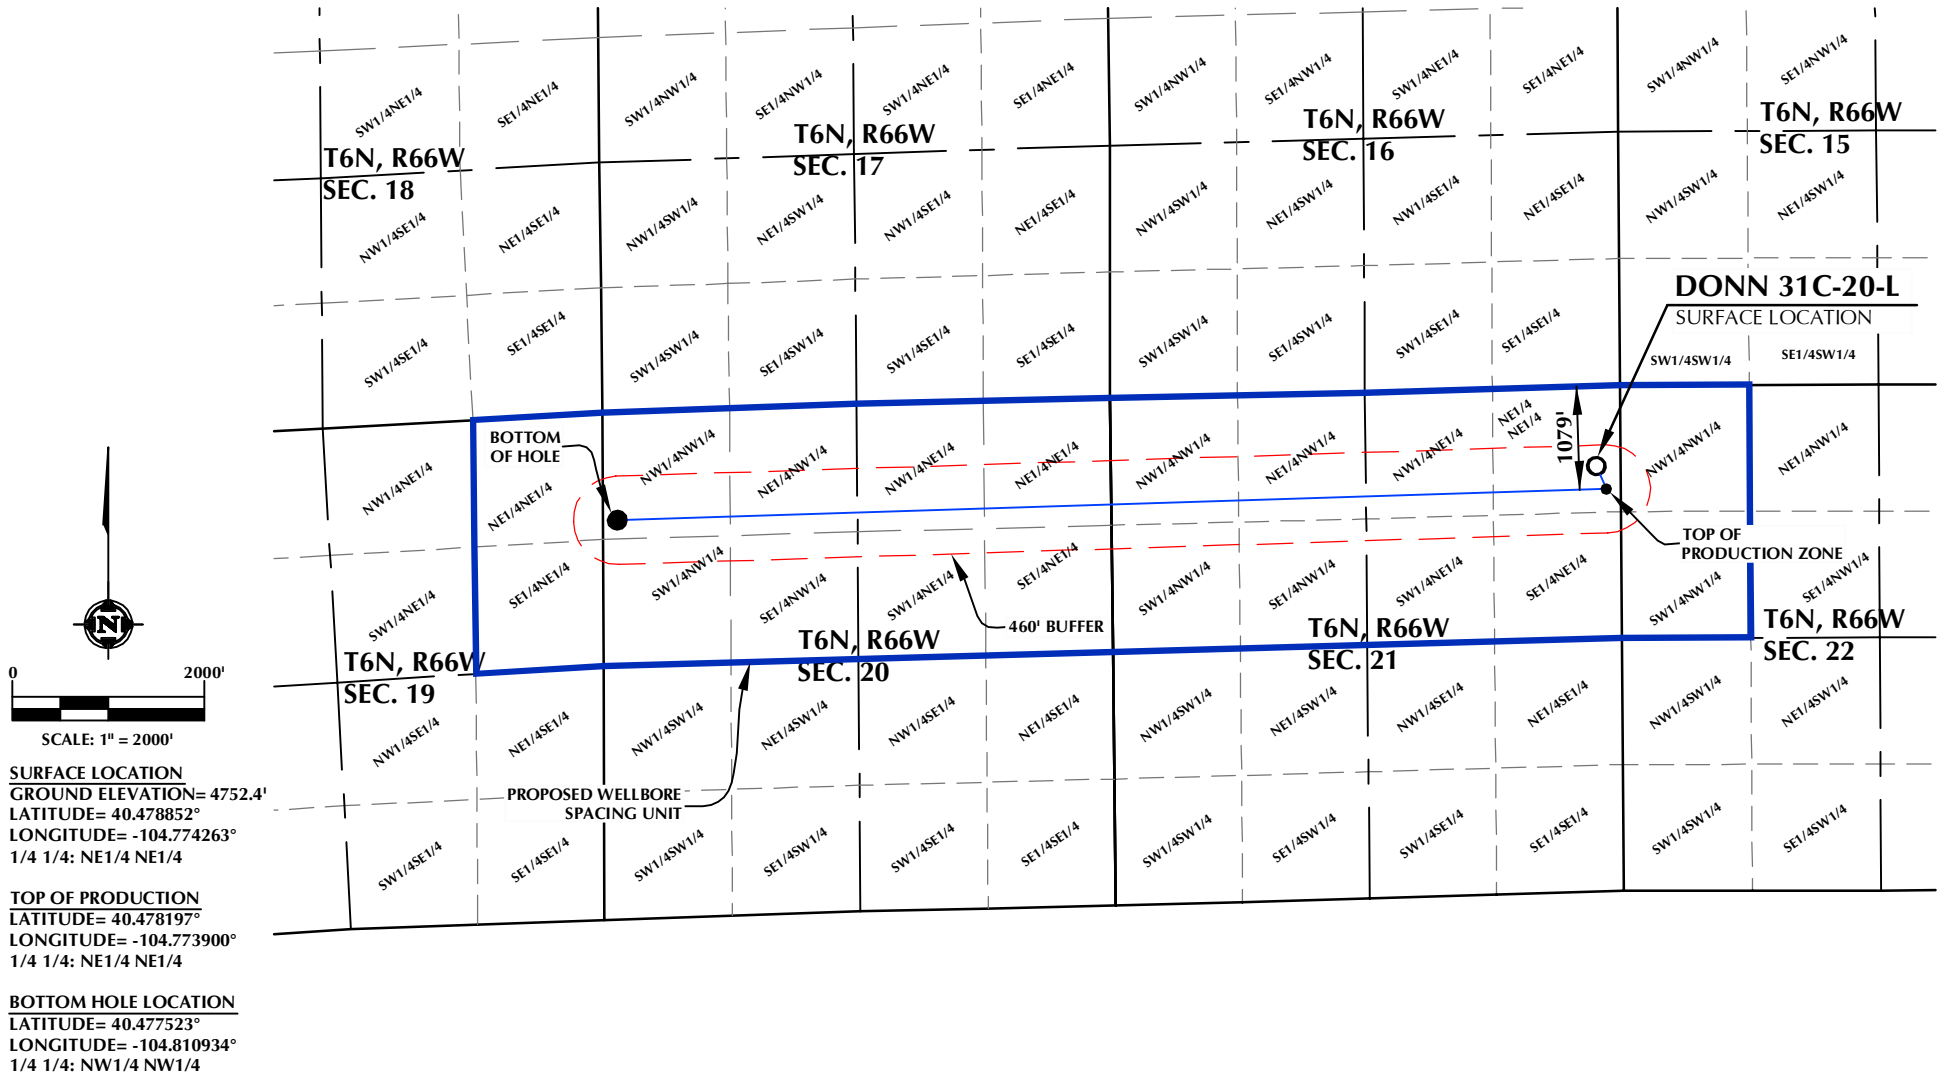 SW1/4NE1/4
SE1/4NE1/4
SW1/4NW1/4
SE1/4NW1/4
SW1/4NE1/4
SE1/4NE1/4
SW1/4NW1/4
SE1/4NW1/4
SW1/4NE1/4
SE1/4NE1/4
SW1/4NW1/4
SE1/4NW1/4
T6N, R66W
SEC. 18
T6N, R66W
SEC. 17
T6N, R66W
SEC. 16
T6N, R66W
SEC. 15
NW1/4SE1/4
NE1/4SE1/4
NW1/4SW1/4
NE1/4SW1/4
NW1/4SE1/4
NE1/4SE1/4
NW1/4SW1/4
NE1/4SW1/4
NW1/4SE1/4
NE1/4SE1/4
NW1/4SW1/4
NE1/4SW1/4
DONN 31C-20-L
SURFACE LOCATION
SW1/4SE1/4
SE1/4SE1/4
SW1/4SW1/4
SE1/4SW1/4
SW1/4SE1/4
SE1/4SE1/4
SW1/4SW1/4
SE1/4SW1/4
SW1/4SE1/4
SE1/4SE1/4
SW1/4SW1/4
SE1/4SW1/4
BOTTOM
OF HOLE
NW1/4NE1/4
NE1/4NE1/4
NW1/4NW1/4
NE1/4NW1/4
NW1/4NE1/4
NE1/4NE1/4
NW1/4NW1/4
NE1/4NW1/4
NW1/4NE1/4
NE1/4
NE1/4
1079'
NW1/4NW1/4
NE1/4NW1/4
TOP OF
PRODUCTION ZONE
SW1/4NE1/4
SE1/4NE1/4
SW1/4NW1/4
SE1/4NW1/4
SW1/4NE1/4
SE1/4NE1/4
SW1/4NW1/4
SE1/4NW1/4
SW1/4NE1/4
SE1/4NE1/4
SW1/4NW1/4
SE1/4NW1/4
460' BUFFER
T6N, R66W
SEC. 19
T6N, R66W
SEC. 20
T6N, R66W
SEC. 21
T6N, R66W
SEC. 22
NW1/4SE1/4
NE1/4SE1/4
NW1/4SW1/4
NE1/4SW1/4
NW1/4SE1/4
NE1/4SE1/4
NW1/4SW1/4
NE1/4SW1/4
NW1/4SE1/4
NE1/4SE1/4
NW1/4SW1/4
NE1/4SW1/4
PROPOSED WELLBORE
SPACING UNIT
SW1/4SE1/4
SE1/4SE1/4
SW1/4SW1/4
SE1/4SW1/4
SW1/4SE1/4
SE1/4SE1/4
SW1/4SW1/4
SE1/4SW1/4
SW1/4SE1/4
SE1/4SE1/4
SW1/4SW1/4
SE1/4SW1/4
N
0 2000'
SCALE: 1" = 2000'
SURFACE LOCATION
GROUND ELEVATION= 4752.4'
LATITUDE= 40.478852°
LONGITUDE= -104.774263°
1/4 1/4: NE1/4 NE1/4
TOP OF PRODUCTION
LATITUDE= 40.478197°
LONGITUDE= -104.773900°
1/4 1/4: NE1/4 NE1/4
BOTTOM HOLE LOCATION
LATITUDE= 40.477523°
LONGITUDE= -104.810934°
1/4 1/4: NW1/4 NW1/4